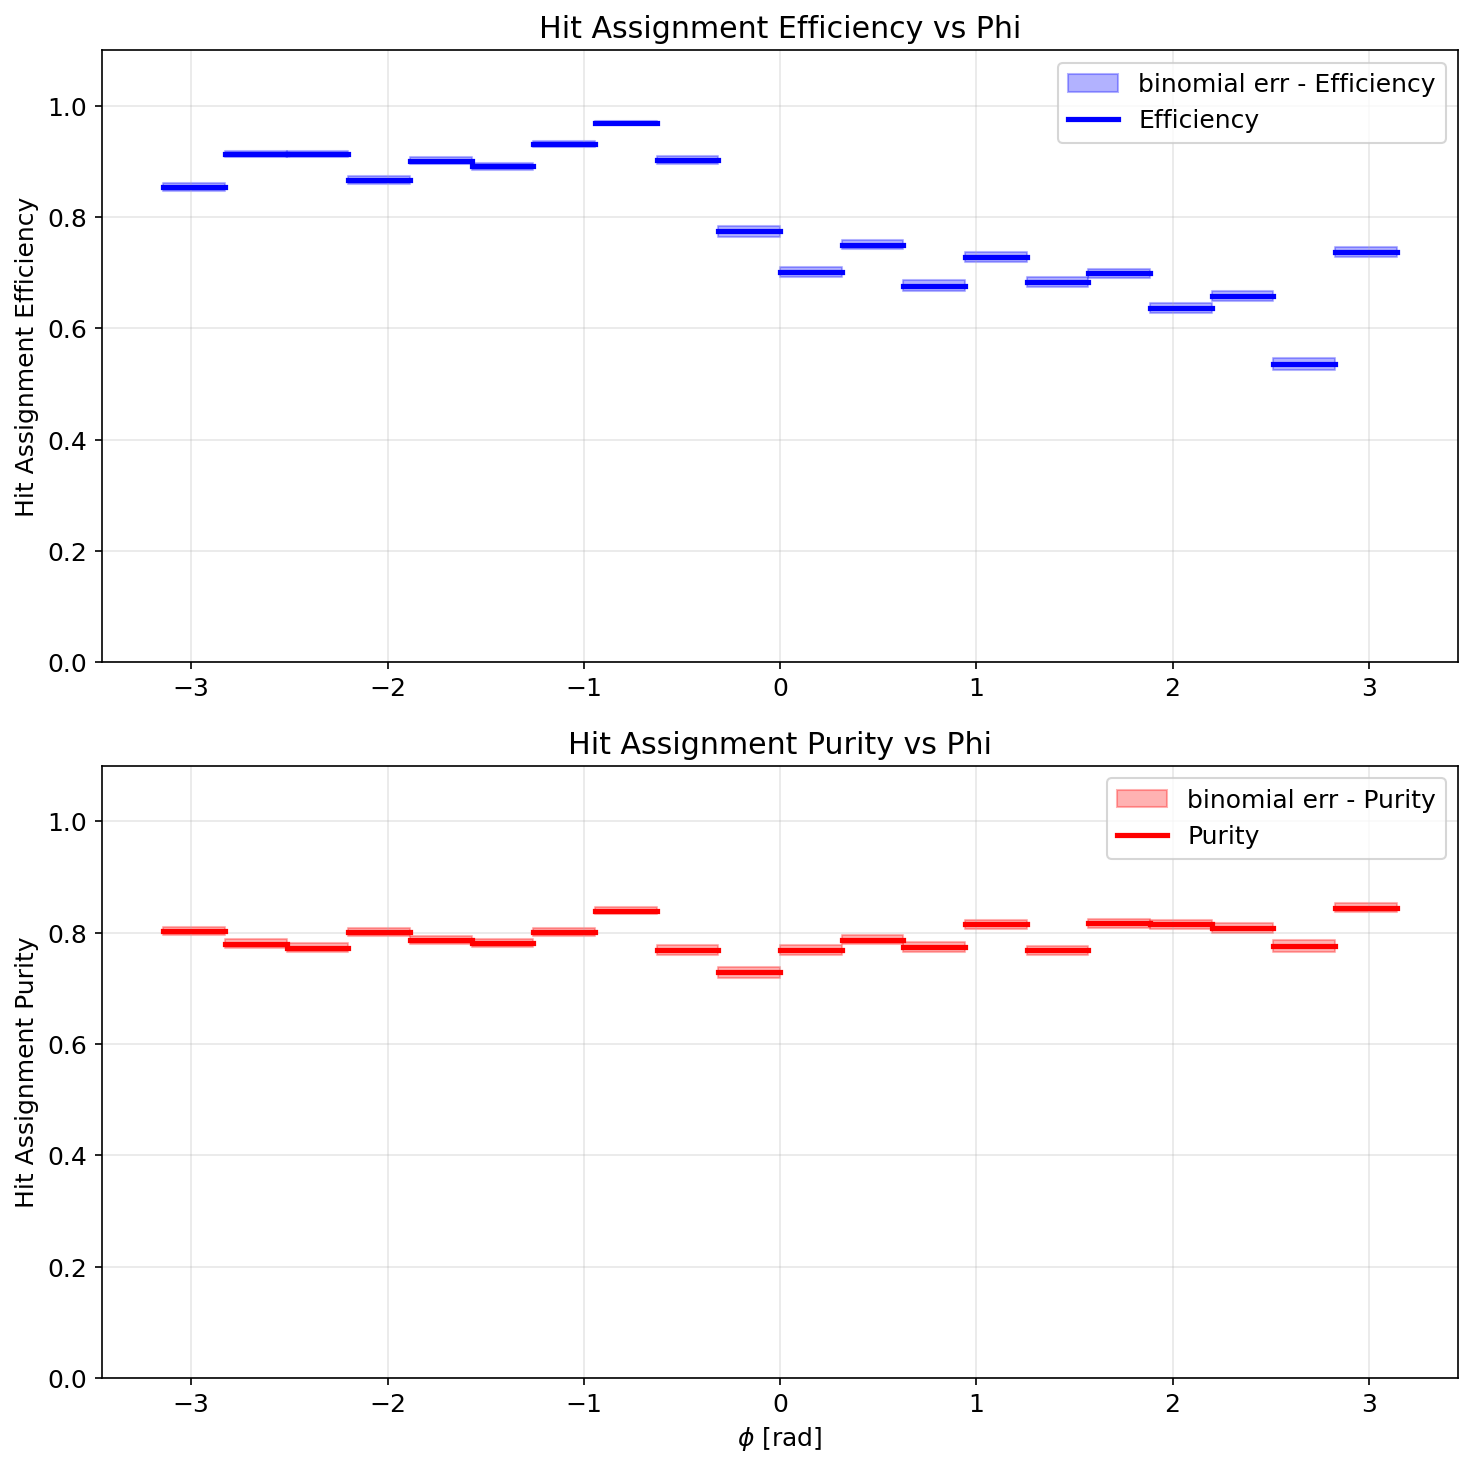 Hit Assignment Efficiency vs Phi
binomial err - Efficiency
Efficiency
Hit Assignment Efficiency
1.0
0.8
0.6
0.4
0.2
0.0
−3 −2 −1 0 1 2 3
Hit Assignment Purity vs Phi
binomial err - Purity
Purity
Hit Assignment Purity
1.0
0.8
0.6
0.4
0.2
0.0
−3 −2 −1 0 1 2 3
ϕ [rad]